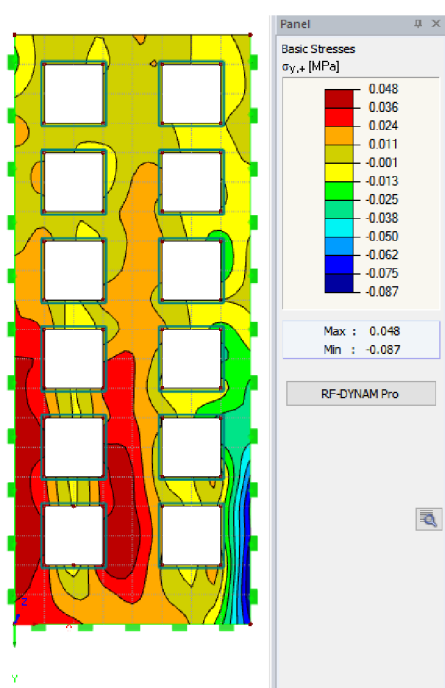 Panel
Basic Stresses
σy,+ [MPa]
0.048
0.036
0.024
0.011
-0.001
-0.013
-0.025
-0.038
-0.050
-0.062
-0.075
-0.087
Max : 0.048
Min : -0.087
RF-DYNAM Pro
Y